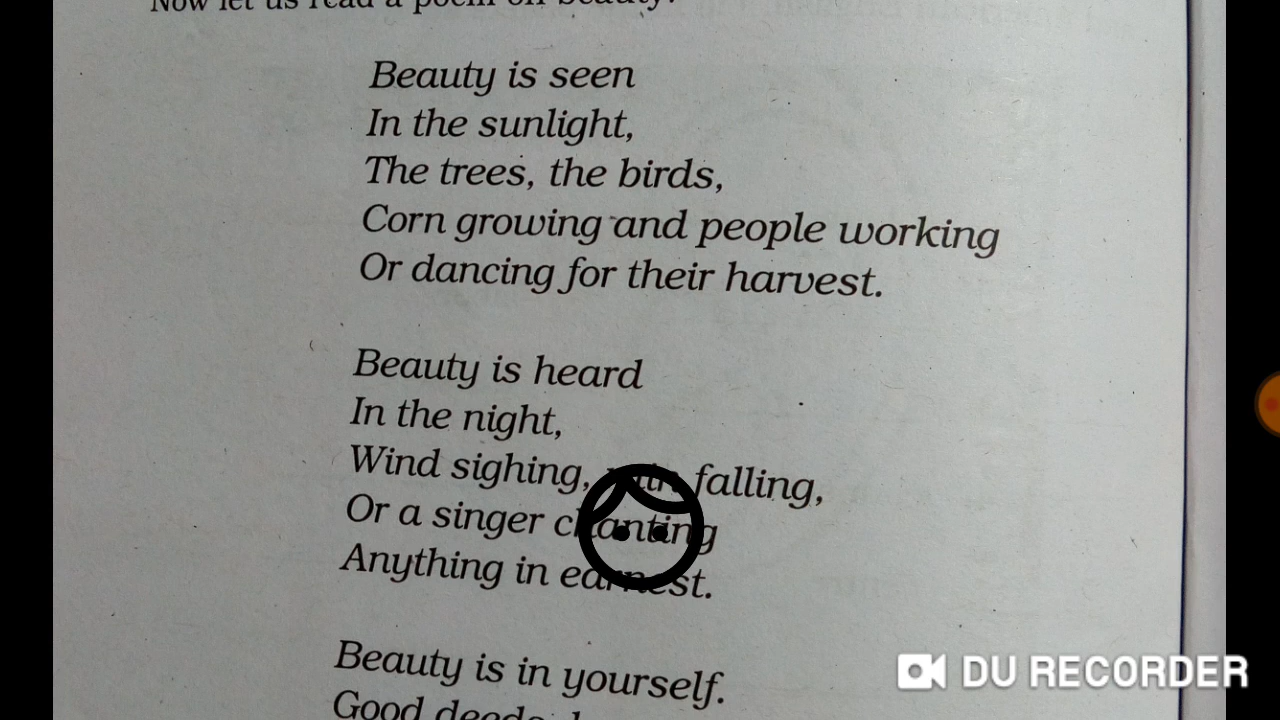 Now let us read a poem on beauty.
Beauty is seen
In the sunlight,
The trees, the birds,
Corn growing and people working
Or dancing for their harvest.
Beauty is heard
In the night,
Wind sighing, rain falling,
Or a singer chanting
Anything in earnest.
Beauty is in yourself.
Good deeds,
DU RECORDER